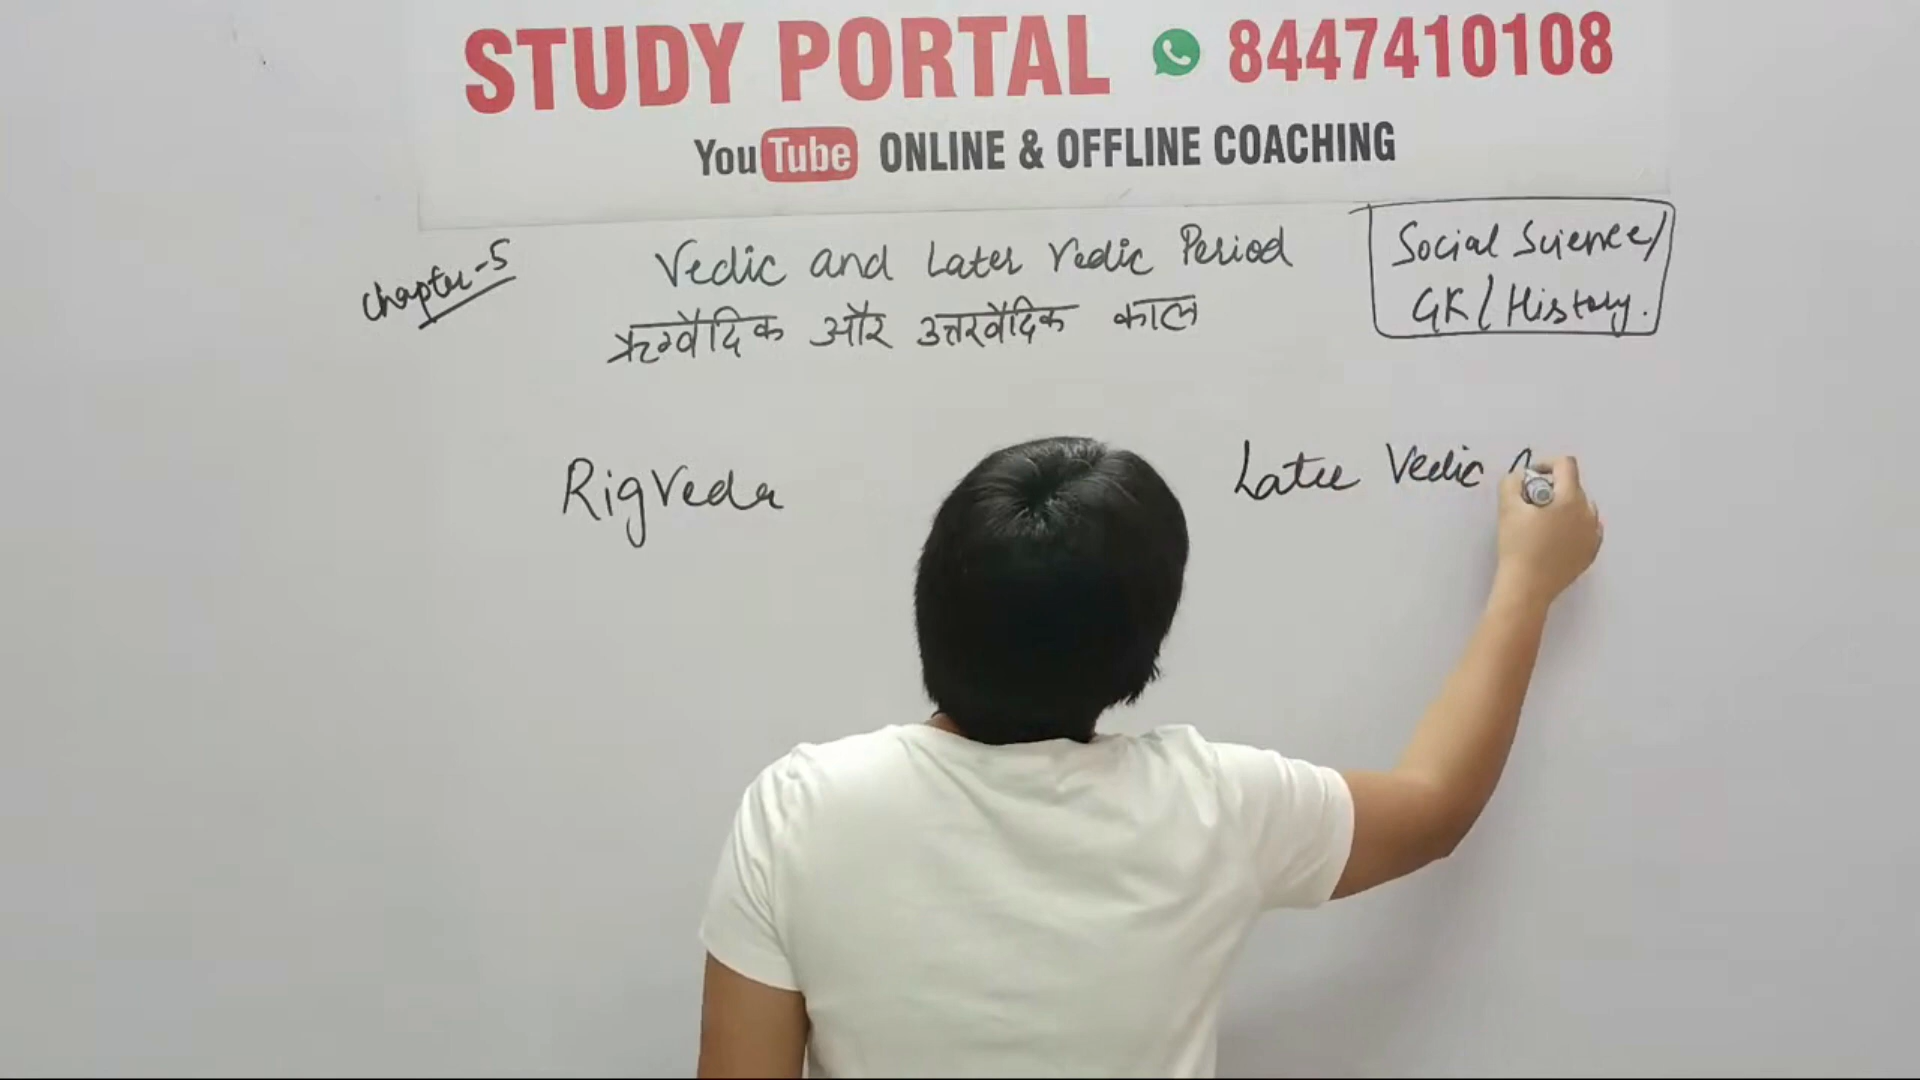 STUDY PORTAL 8447410108
YouTube ONLINE & OFFLINE COACHING
Chapter-5
Vedic and Later Vedic Period
ऋग्वैदिक और उत्तरवैदिक काल
Social Science/
GK/History.
RigVeda
Later Vedic